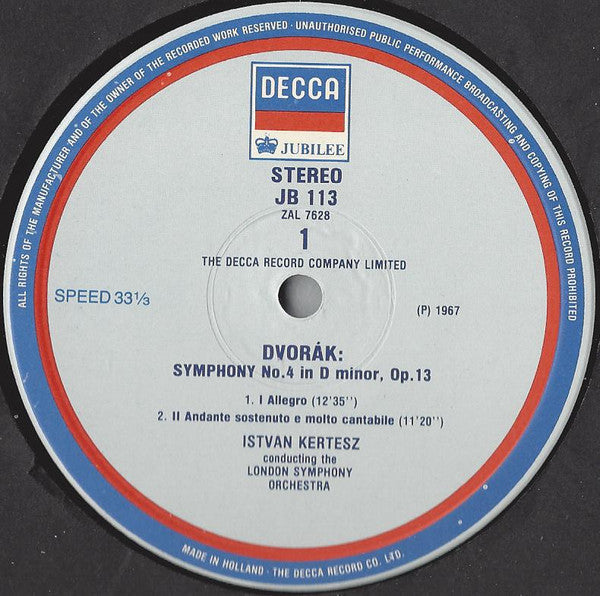 ALL RIGHTS OF THE MANUFACTURER AND OF THE OWNER OF THE RECORDED WORK RESERVED · UNAUTHORISED PUBLIC PERFORMANCE BROADCASTING AND COPYING OF THIS RECORD PROHIBITED
DECCA
JUBILEE
STEREO
JB 113
ZAL 7628
1
THE DECCA RECORD COMPANY LIMITED
SPEED 33⅓
(P) 1967
DVORÁK:
SYMPHONY No.4 in D minor, Op.13
1. I Allegro (12'35'')
2. II Andante sostenuto e molto cantabile (11'20'')
ISTVAN KERTESZ
conducting the
LONDON SYMPHONY
ORCHESTRA
MADE IN HOLLAND · THE DECCA RECORD CO. LTD.